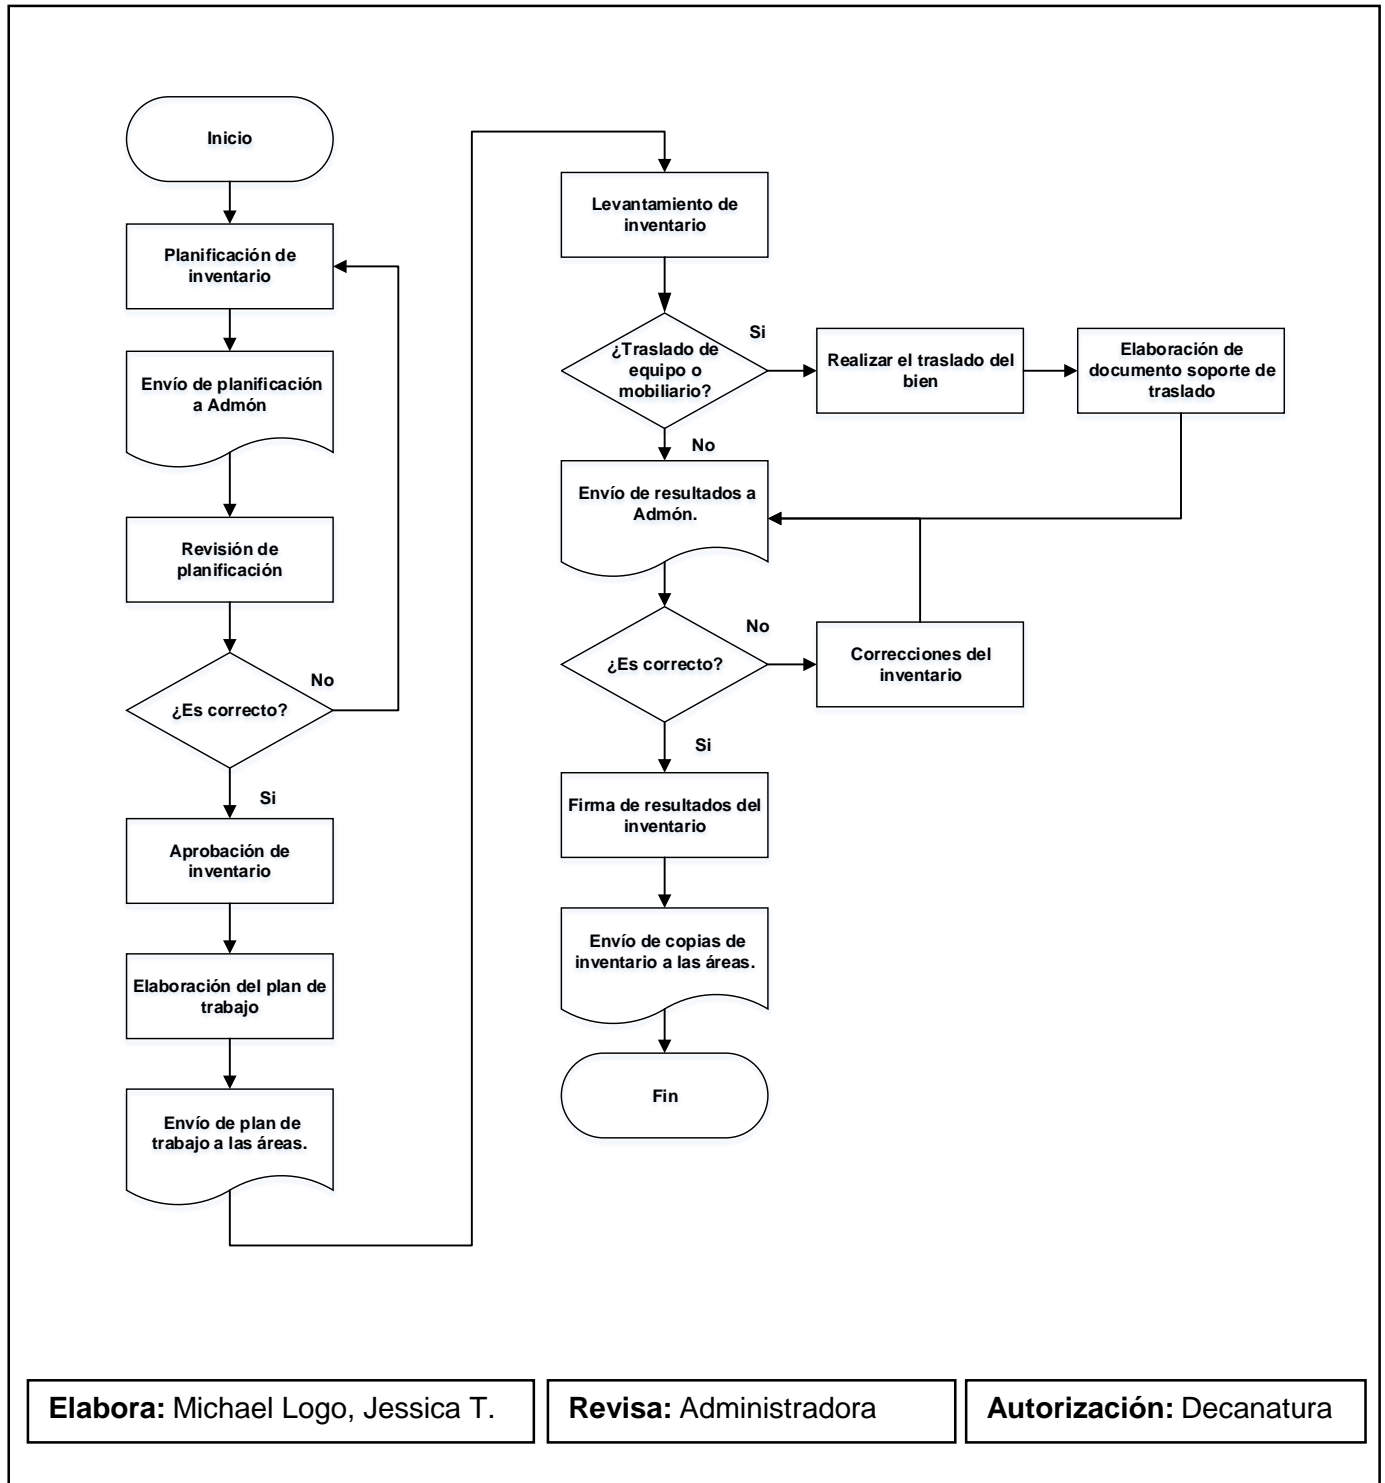 Inicio
Planificación de
inventario
Envío de planificación
a Admón
Revisión de
planificación
¿Es correcto?
No
Si
Aprobación de
inventario
Elaboración del plan de
trabajo
Envío de plan de
trabajo a las áreas.
Levantamiento de
inventario
¿Traslado de
equipo o
mobiliario?
Si
Realizar el traslado del
bien
Elaboración de
documento soporte de
traslado
No
Envío de resultados a
Admón.
¿Es correcto?
No
Correcciones del
inventario
Si
Firma de resultados del
inventario
Envío de copias de
inventario a las áreas.
Fin
Elabora: Michael Logo, Jessica T.
Revisa: Administradora
Autorización: Decanatura